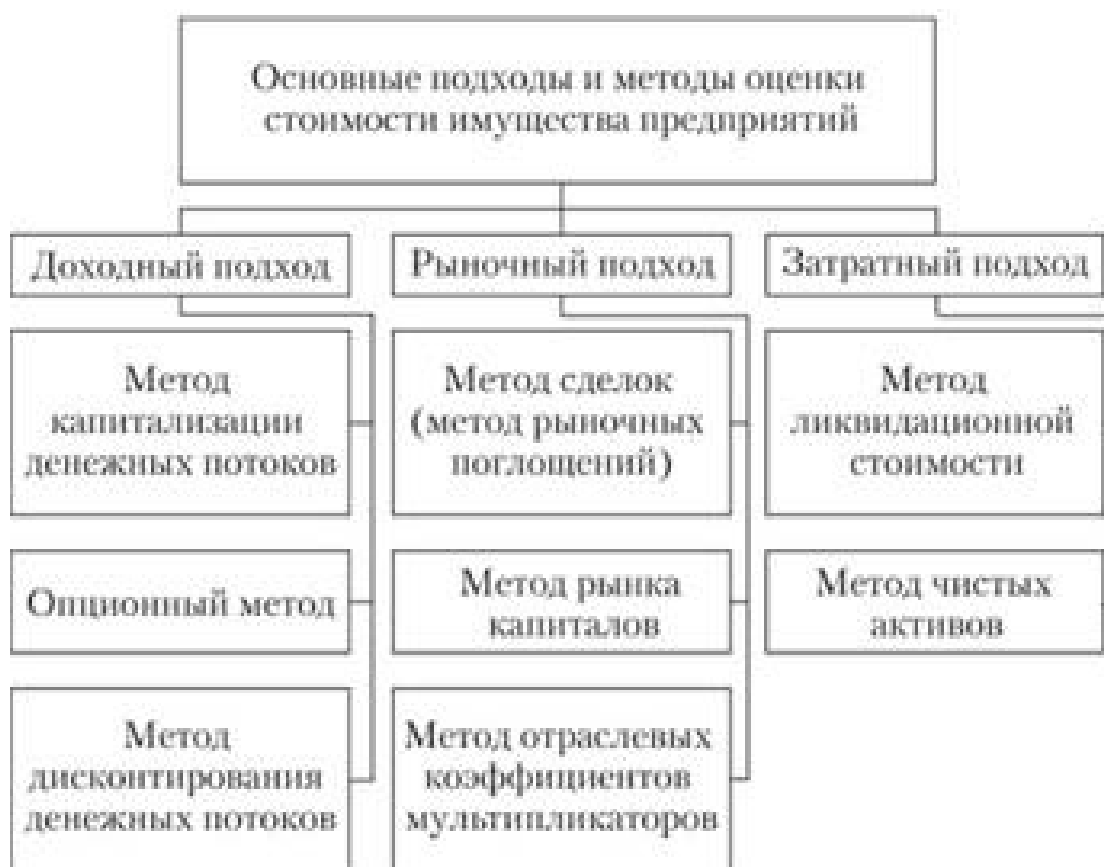 Основные подходы и методы оценки
стоимости имущества предприятий
Доходный подход
Рыночный подход
Затратный подход
Метод
капитализации
денежных потоков
Метод сделок
(метод рыночных
поглощений)
Метод
ликвидационной
стоимости
Опционный метод
Метод рынка
капиталов
Метод чистых
активов
Метод
дисконтирования
денежных потоков
Метод отраслевых
коэффициентов
мультипликаторов